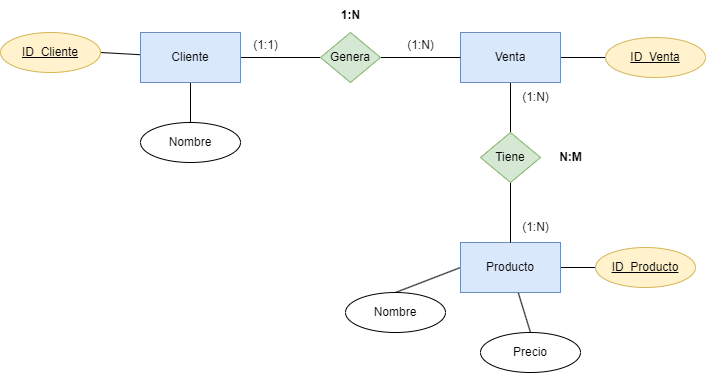 1:N
ID_Cliente
Cliente
(1:1)
Genera
(1:N)
Venta
ID_Venta
(1:N)
Nombre
Tiene
N:M
(1:N)
Producto
ID_Producto
Nombre
Precio